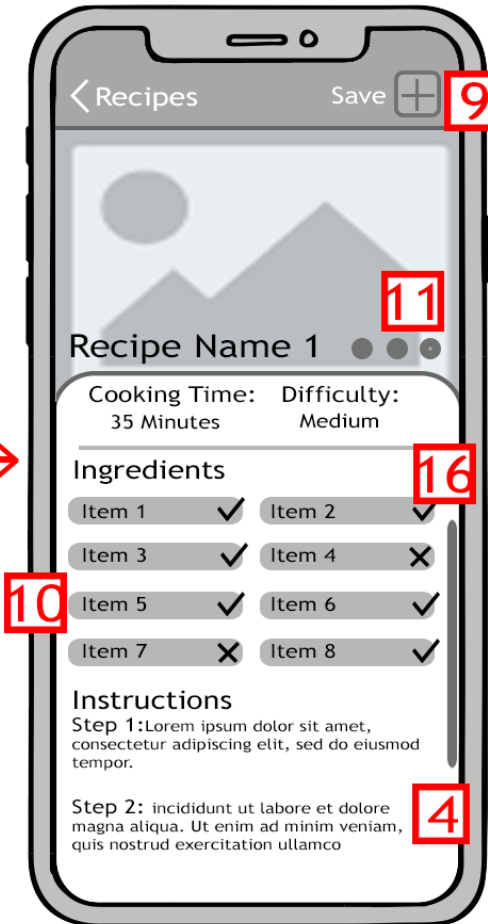 Recipes Save
9
11
Recipe Name 1
Cooking Time: Difficulty:
35 Minutes Medium
Ingredients
16
Item 1 Item 2
Item 3 Item 4
10
Item 5 Item 6
Item 7 Item 8
Instructions
Step 1:Lorem ipsum dolor sit amet,
consectetur adipiscing elit, sed do eiusmod
tempor.
Step 2: incididunt ut labore et dolore
magna aliqua. Ut enim ad minim veniam,
quis nostrud exercitation ullamco
4